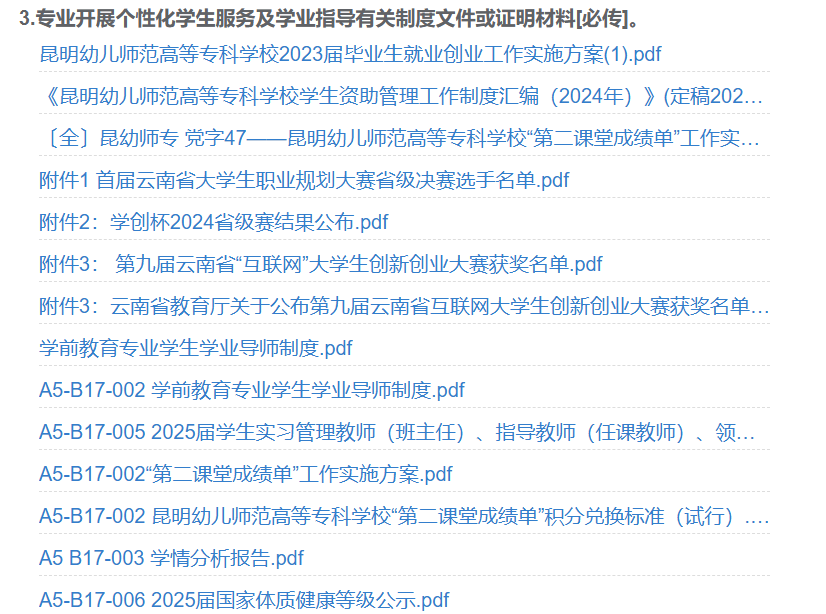 3.专业开展个性化学生服务及学业指导有关制度文件或证明材料[必传]。
昆明幼儿师范高等专科学校2023届毕业生就业创业工作实施方案(1).pdf
《昆明幼儿师范高等专科学校学生资助管理工作制度汇编（2024年）》(定稿202…
〔全〕昆幼师专 党字47——昆明幼儿师范高等专科学校“第二课堂成绩单”工作实…
附件1 首届云南省大学生职业规划大赛省级决赛选手名单.pdf
附件2：学创杯2024省级赛结果公布.pdf
附件3： 第九届云南省“互联网”大学生创新创业大赛获奖名单.pdf
附件3：云南省教育厅关于公布第九届云南省互联网大学生创新创业大赛获奖名单…
学前教育专业学生学业导师制度.pdf
A5-B17-002 学前教育专业学生学业导师制度.pdf
A5-B17-005 2025届学生实习管理教师（班主任）、指导教师（任课教师）、领…
A5-B17-002“第二课堂成绩单”工作实施方案.pdf
A5-B17-002 昆明幼儿师范高等专科学校“第二课堂成绩单”积分兑换标准（试行）.…
A5 B17-003 学情分析报告.pdf
A5-B17-006 2025届国家体质健康等级公示.pdf